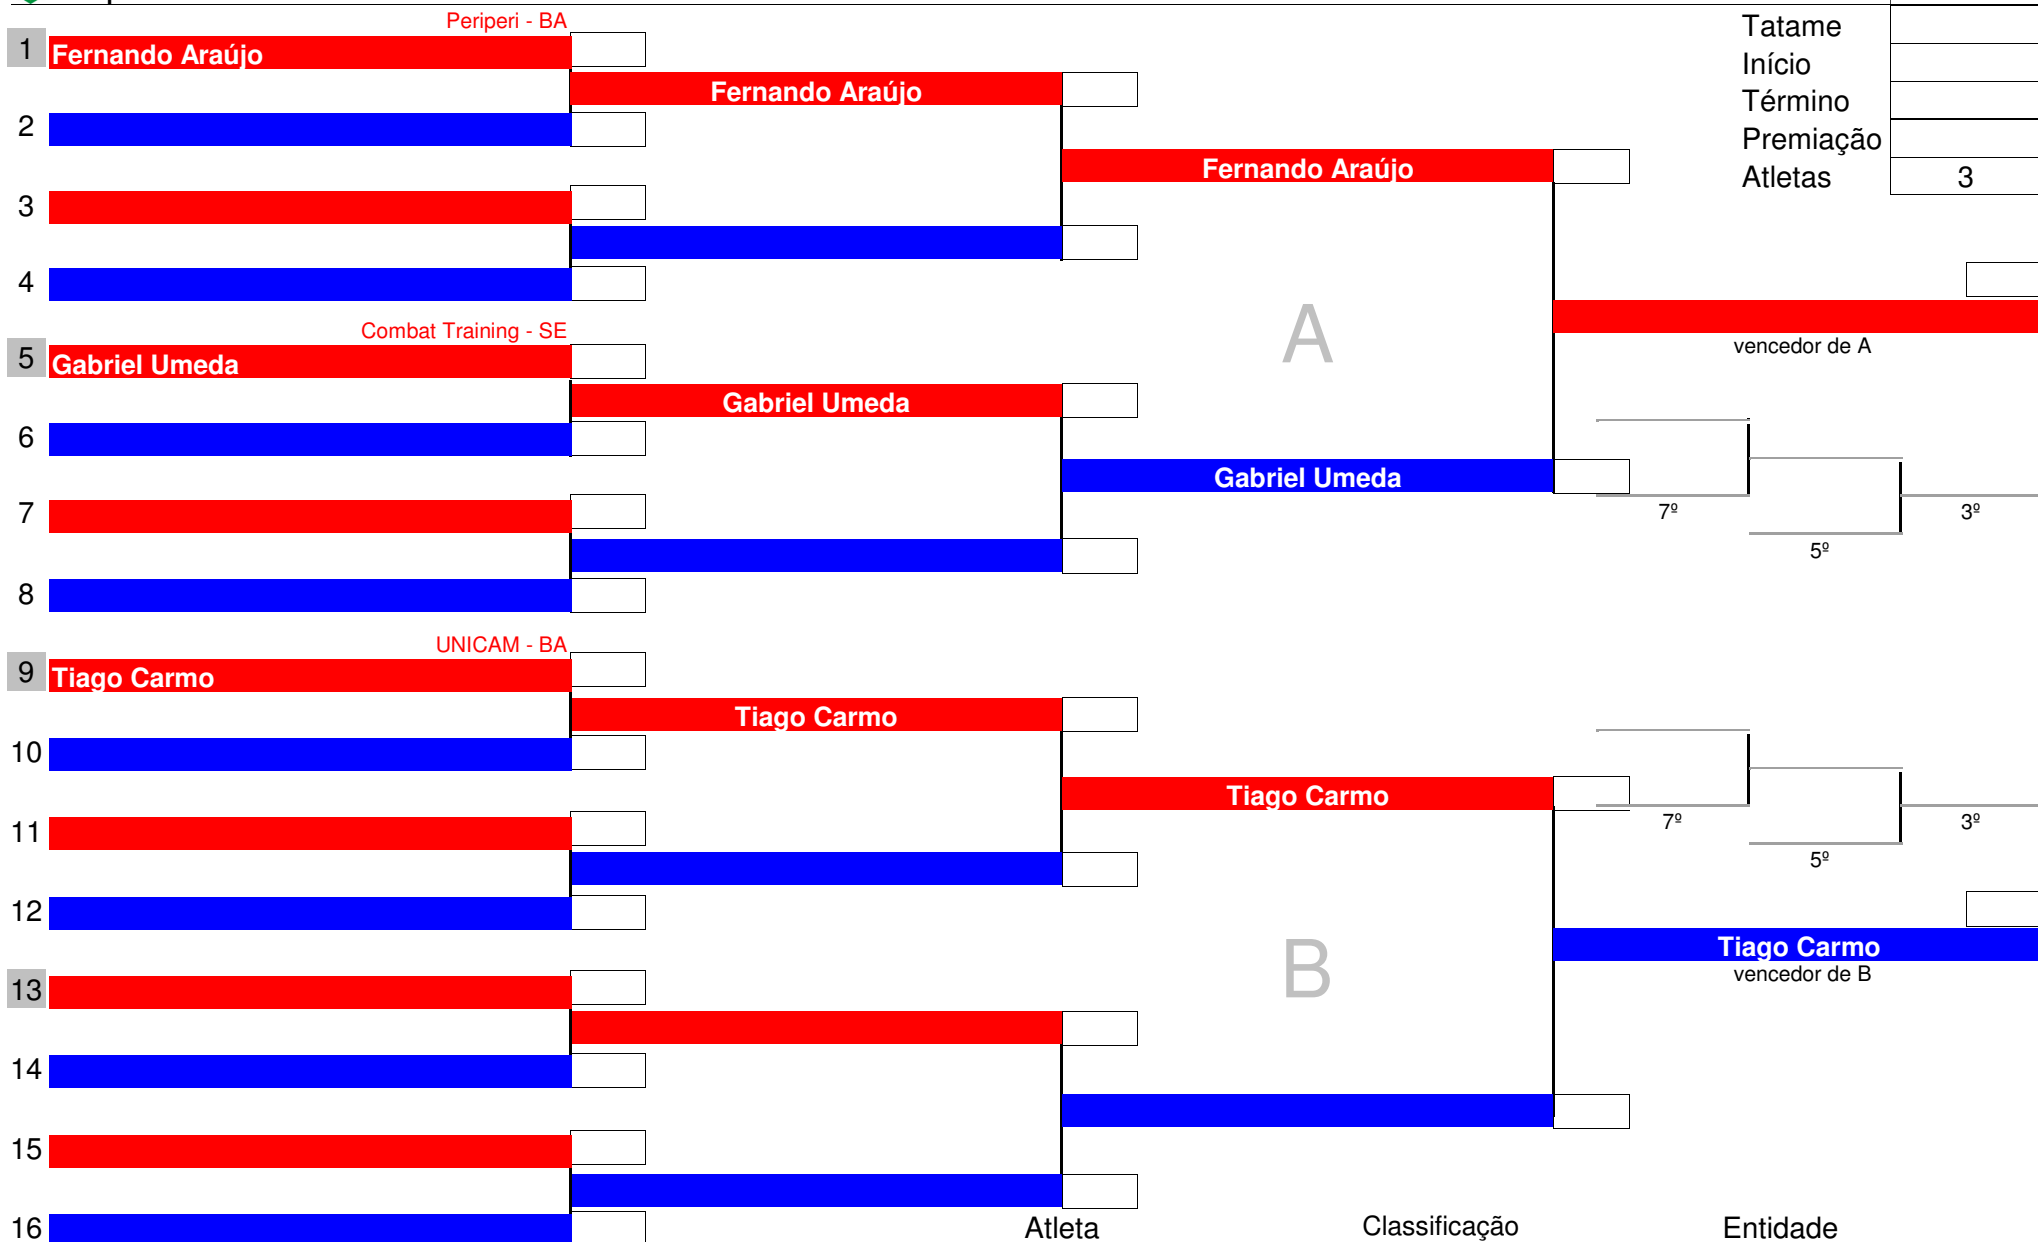 Periperi - BA
Tatame
1 Fernando Araújo
Início
Fernando Araújo
Término
2
Premiação
Fernando Araújo
Atletas 3
3
4
Combat Training - SE
A
vencedor de A
5 Gabriel Umeda
Gabriel Umeda
6
Gabriel Umeda
7
7º
3º
5º
8
UNICAM - BA
9 Tiago Carmo
Tiago Carmo
10
Tiago Carmo
11
7º
3º
5º
12
Tiago Carmo
B
vencedor de B
13
14
15
16
Atleta Classificação Entidade